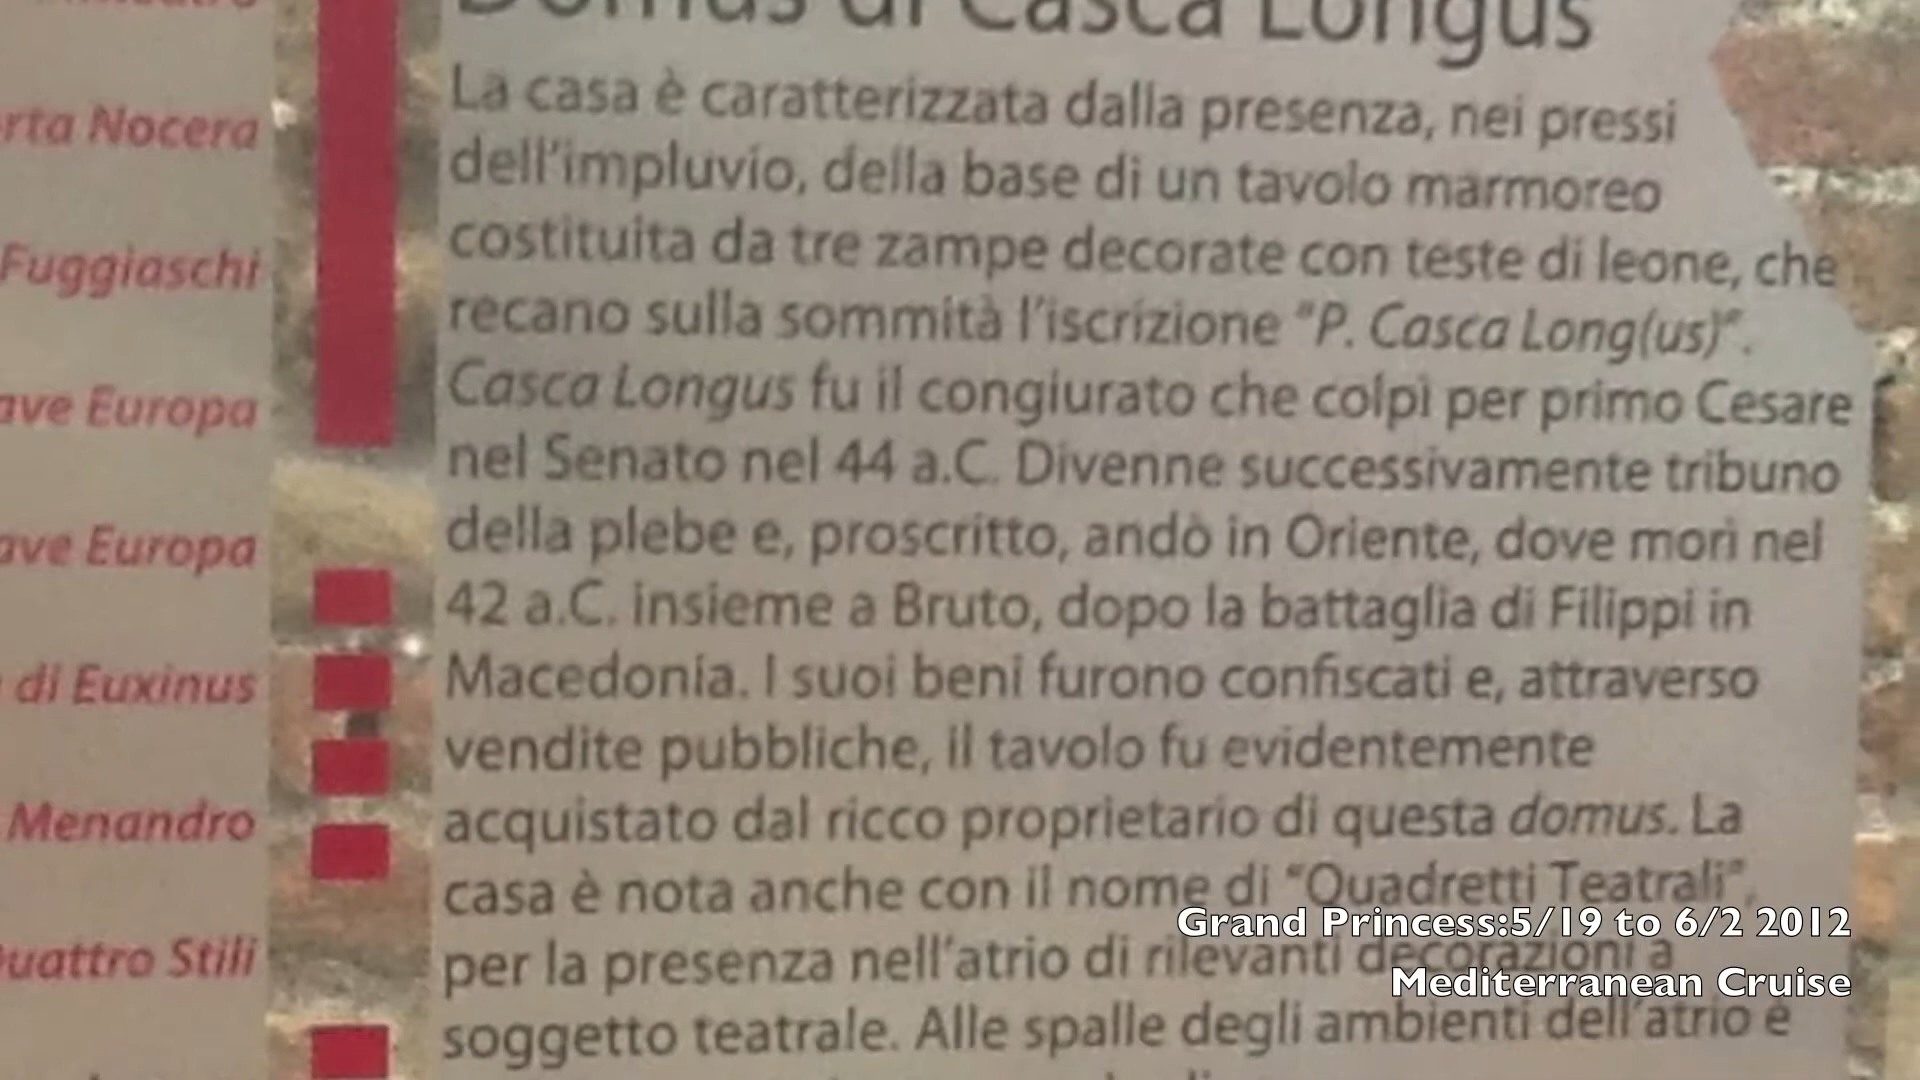 rta Nocera
Fuggiaschi
ave Europa
ave Europa
di Euxinus
Menandro
uattro Stili
Domus di Casca Longus
La casa è caratterizzata dalla presenza, nei pressi
dell'impluvio, della base di un tavolo marmoreo
costituita da tre zampe decorate con teste di leone, che
recano sulla sommità l'iscrizione "P. Casca Long(us)".
Casca Longus fu il congiurato che colpì per primo Cesare
nel Senato nel 44 a.C. Divenne successivamente tribuno
della plebe e, proscritto, andò in Oriente, dove morì nel
42 a.C. insieme a Bruto, dopo la battaglia di Filippi in
Macedonia. I suoi beni furono confiscati e, attraverso
vendite pubbliche, il tavolo fu evidentemente
acquistato dal ricco proprietario di questa domus. La
casa è nota anche con il nome di "Quadretti Teatrali",
per la presenza nell'atrio di rilevanti decorazioni a
soggetto teatrale. Alle spalle degli ambienti dell'atrio e
Grand Princess:5/19 to 6/2 2012
Mediterranean Cruise